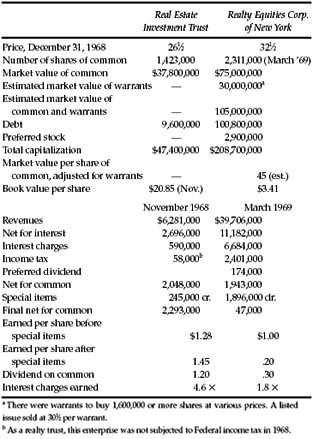 Real Estate Realty Equities Corp.
Investment Trust of New York
Price, December 31, 1968 26½ 32½
Number of shares of common 1,423,000 2,311,000 (March '69)
Market value of common $37,800,000 $75,000,000
Estimated market value of warrants — 30,000,000ᵃ
Estimated market value of
common and warrants — 105,000,000
Debt 9,600,000 100,800,000
Preferred stock — 2,900,000
Total capitalization $47,400,000 $208,700,000
Market value per share of
common, adjusted for warrants — 45 (est.)
Book value per share $20.85 (Nov.) $3.41
November 1968 March 1969
Revenues $6,281,000 $39,706,000
Net for interest 2,696,000 11,182,000
Interest charges 590,000 6,684,000
Income tax 58,000ᵇ 2,401,000
Preferred dividend 174,000
Net for common 2,048,000 1,943,000
Special items 245,000 cr. 1,896,000 dr.
Final net for common 2,293,000 47,000
Earned per share before
special items $1.28 $1.00
Earned per share after
special items 1.45 .20
Dividend on common 1.20 .30
Interest charges earned 4.6 × 1.8 ×
ᵃ There were warrants to buy 1,600,000 or more shares at various prices. A listed
issue sold at 30½ per warrant.
ᵇ As a realty trust, this enterprise was not subjected to Federal income tax in 1968.